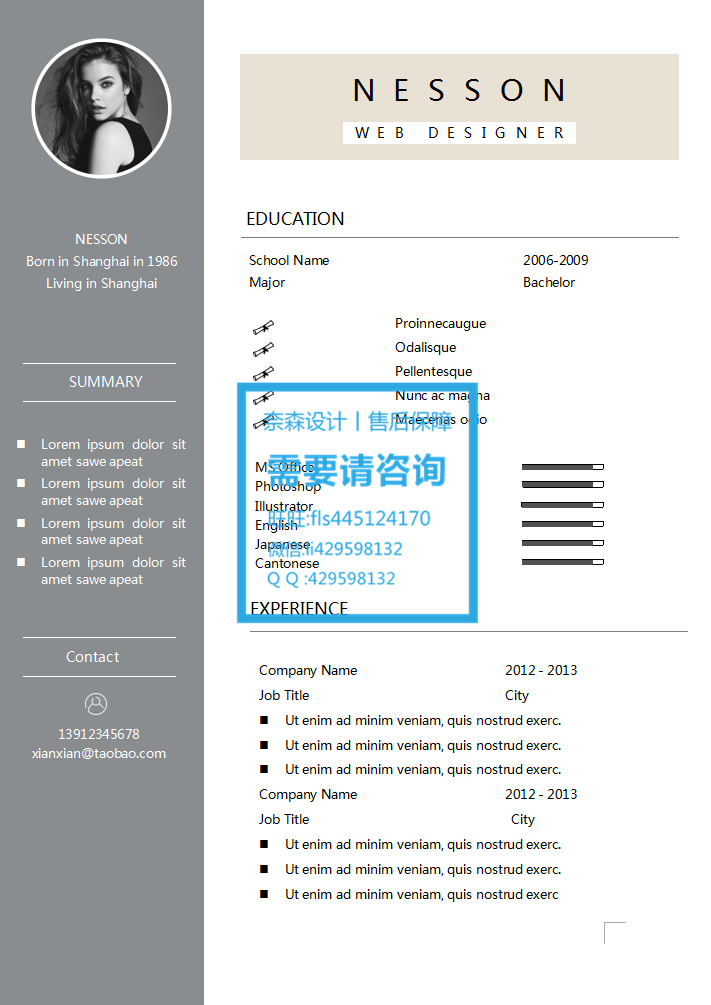 NESSON
WEB DESIGNER
NESSON
Born in Shanghai in 1986
Living in Shanghai
SUMMARY
Lorem ipsum dolor sit
amet sawe apeat
Lorem ipsum dolor sit
amet sawe apeat
Lorem ipsum dolor sit
amet sawe apeat
Lorem ipsum dolor sit
amet sawe apeat
Contact
13912345678
xianxian@taobao.com
EDUCATION
School Name 2006-2009
Major Bachelor
Proinnecaugue
Odalisque
Pellentesque
Nunc ac magna
Maecenas odio
奈森设计丨售后保障
需要请咨询
旺旺:fls445124170
微信:li429598132
Q Q :429598132
MS Office
Photoshop
Illustrator
English
Japanese
Cantonese
EXPERIENCE
Company Name 2012 - 2013
Job Title City
Ut enim ad minim veniam, quis nostrud exerc.
Ut enim ad minim veniam, quis nostrud exerc.
Ut enim ad minim veniam, quis nostrud exerc.
Company Name 2012 - 2013
Job Title City
Ut enim ad minim veniam, quis nostrud exerc.
Ut enim ad minim veniam, quis nostrud exerc.
Ut enim ad minim veniam, quis nostrud exerc